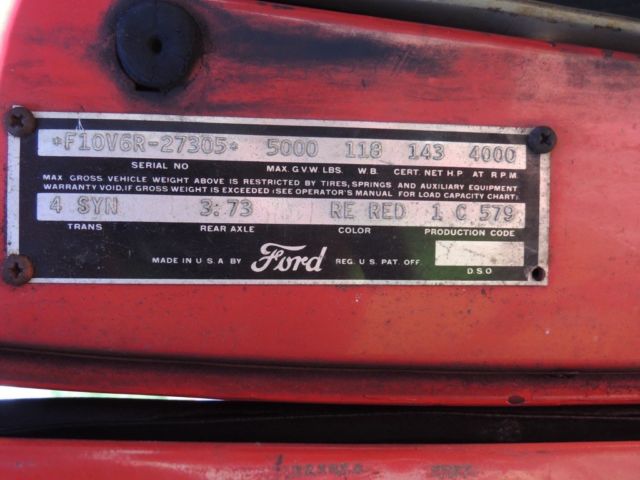 *F10V6R-27305* 5000 118 143 4000
SERIAL NO MAX. G.V.W. LBS. W.B. CERT. NET H.P AT R.P.M.
MAX GROSS VEHICLE WEIGHT ABOVE IS RESTRICTED BY TIRES, SPRINGS AND AUXILIARY EQUIPMENT
WARRANTY VOID, IF GROSS WEIGHT IS EXCEEDED (SEE OPERATOR'S MANUAL FOR LOAD CAPACITY CHART)
4 SYN 3:73 RE RED 1 C 579
TRANS REAR AXLE COLOR PRODUCTION CODE
MADE IN U.S.A BY Ford REG. U.S. PAT. OFF.
D.S.O